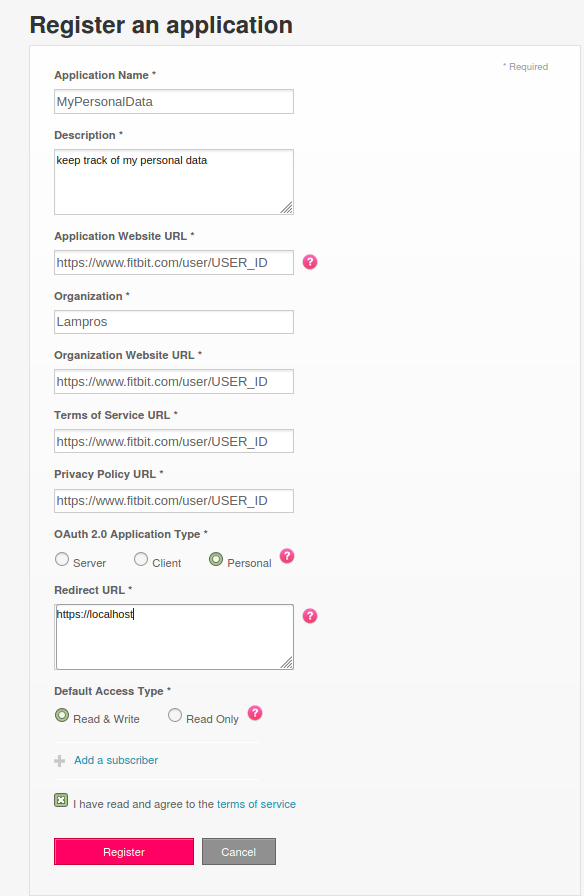 Register an application
* Required
Application Name *
MyPersonalData
Description *
keep track of my personal data
Application Website URL *
https://www.fitbit.com/user/USER_ID
?
Organization *
Lampros
Organization Website URL *
https://www.fitbit.com/user/USER_ID
Terms of Service URL *
https://www.fitbit.com/user/USER_ID
Privacy Policy URL *
https://www.fitbit.com/user/USER_ID
OAuth 2.0 Application Type *
Server Client Personal ?
Redirect URL *
https://localhost
?
Default Access Type *
Read & Write Read Only ?
Add a subscriber
I have read and agree to the terms of service
Register Cancel